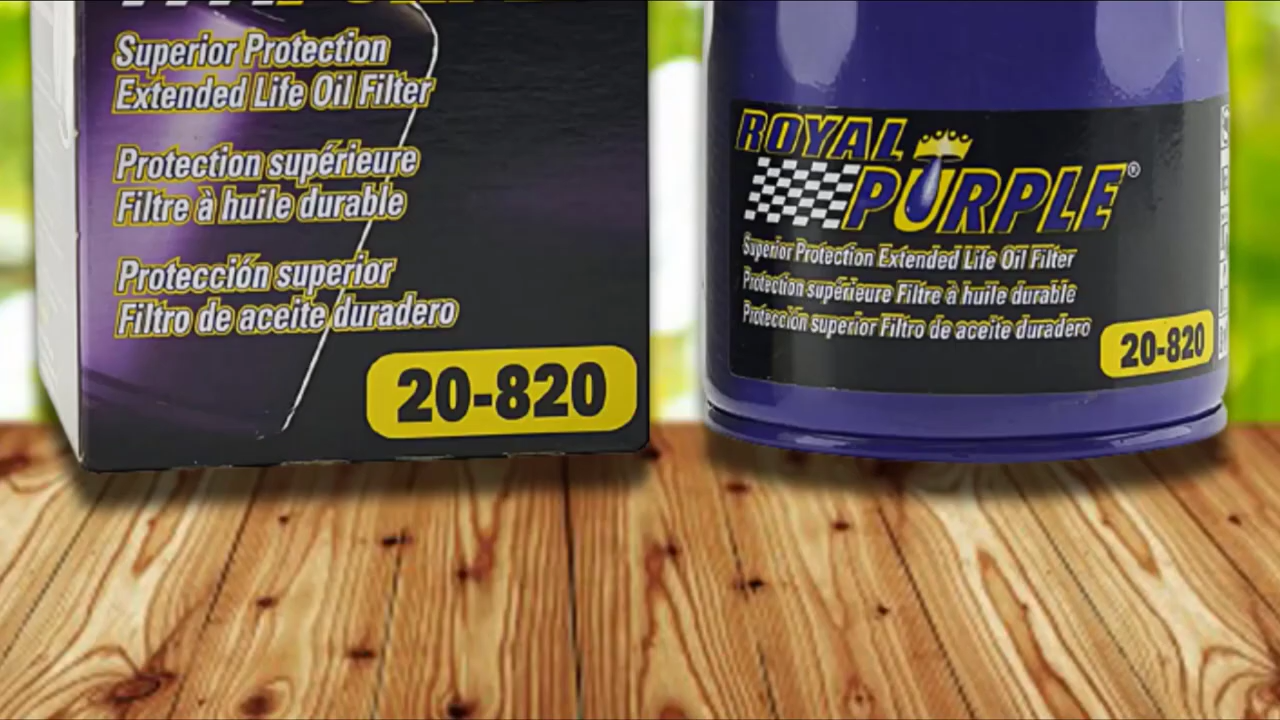 Superior Protection
Extended Life Oil Filter
Protection supérieure
Filtre à huile durable
Protección superior
Filtro de aceite duradero
20-820
ROYAL
PURPLE®
Superior Protection Extended Life Oil Filter
Protection supérieure Filtre à huile durable
Protección superior Filtro de aceite duradero
20-820